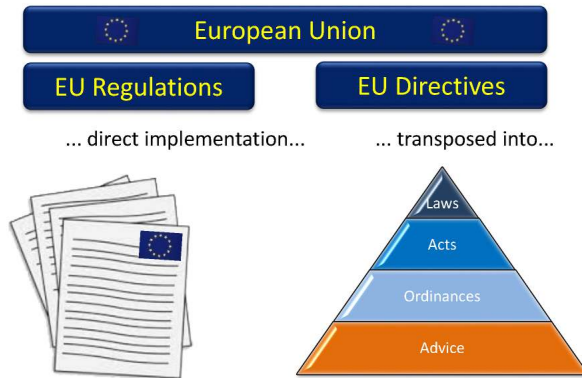 European Union
EU Regulations
EU Directives
... direct implementation...
... transposed into...
Laws
Acts
Ordinances
Advice